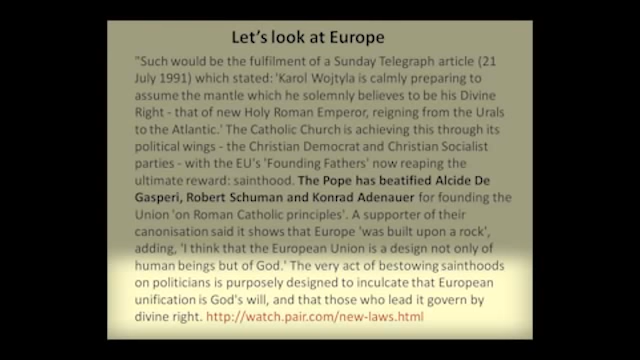 Let's look at Europe
"Such would be the fulfilment of a Sunday Telegraph article (21
July 1991) which stated: 'Karol Wojtyla is calmly preparing to
assume the mantle which he solemnly believes to be his Divine
Right - that of new Holy Roman Emperor, reigning from the Urals
to the Atlantic.' The Catholic Church is achieving this through its
political wings - the Christian Democrat and Christian Socialist
parties - with the EU's 'Founding Fathers' now reaping the
ultimate reward: sainthood. The Pope has beatified Alcide De
Gasperi, Robert Schuman and Konrad Adenauer for founding the
Union 'on Roman Catholic principles'. A supporter of their
canonisation said it shows that Europe 'was built upon a rock',
adding, 'I think that the European Union is a design not only of
human beings but of God.' The very act of bestowing sainthoods
on politicians is purposely designed to inculcate that European
unification is God's will, and that those who lead it govern by
divine right. http://watch.pair.com/new-laws.html